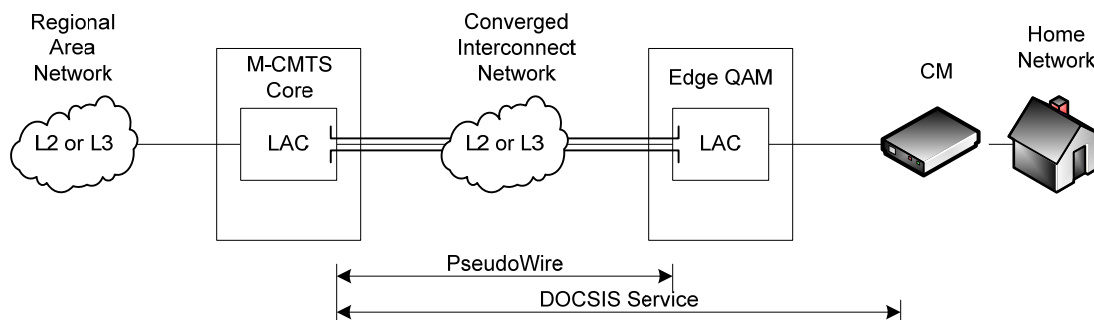 Regional
Area
Network
L2 or L3
M-CMTS
Core
LAC
Converged
Interconnect
Network
L2 or L3
Edge QAM
LAC
CM
Home
Network
PseudoWire
DOCSIS Service